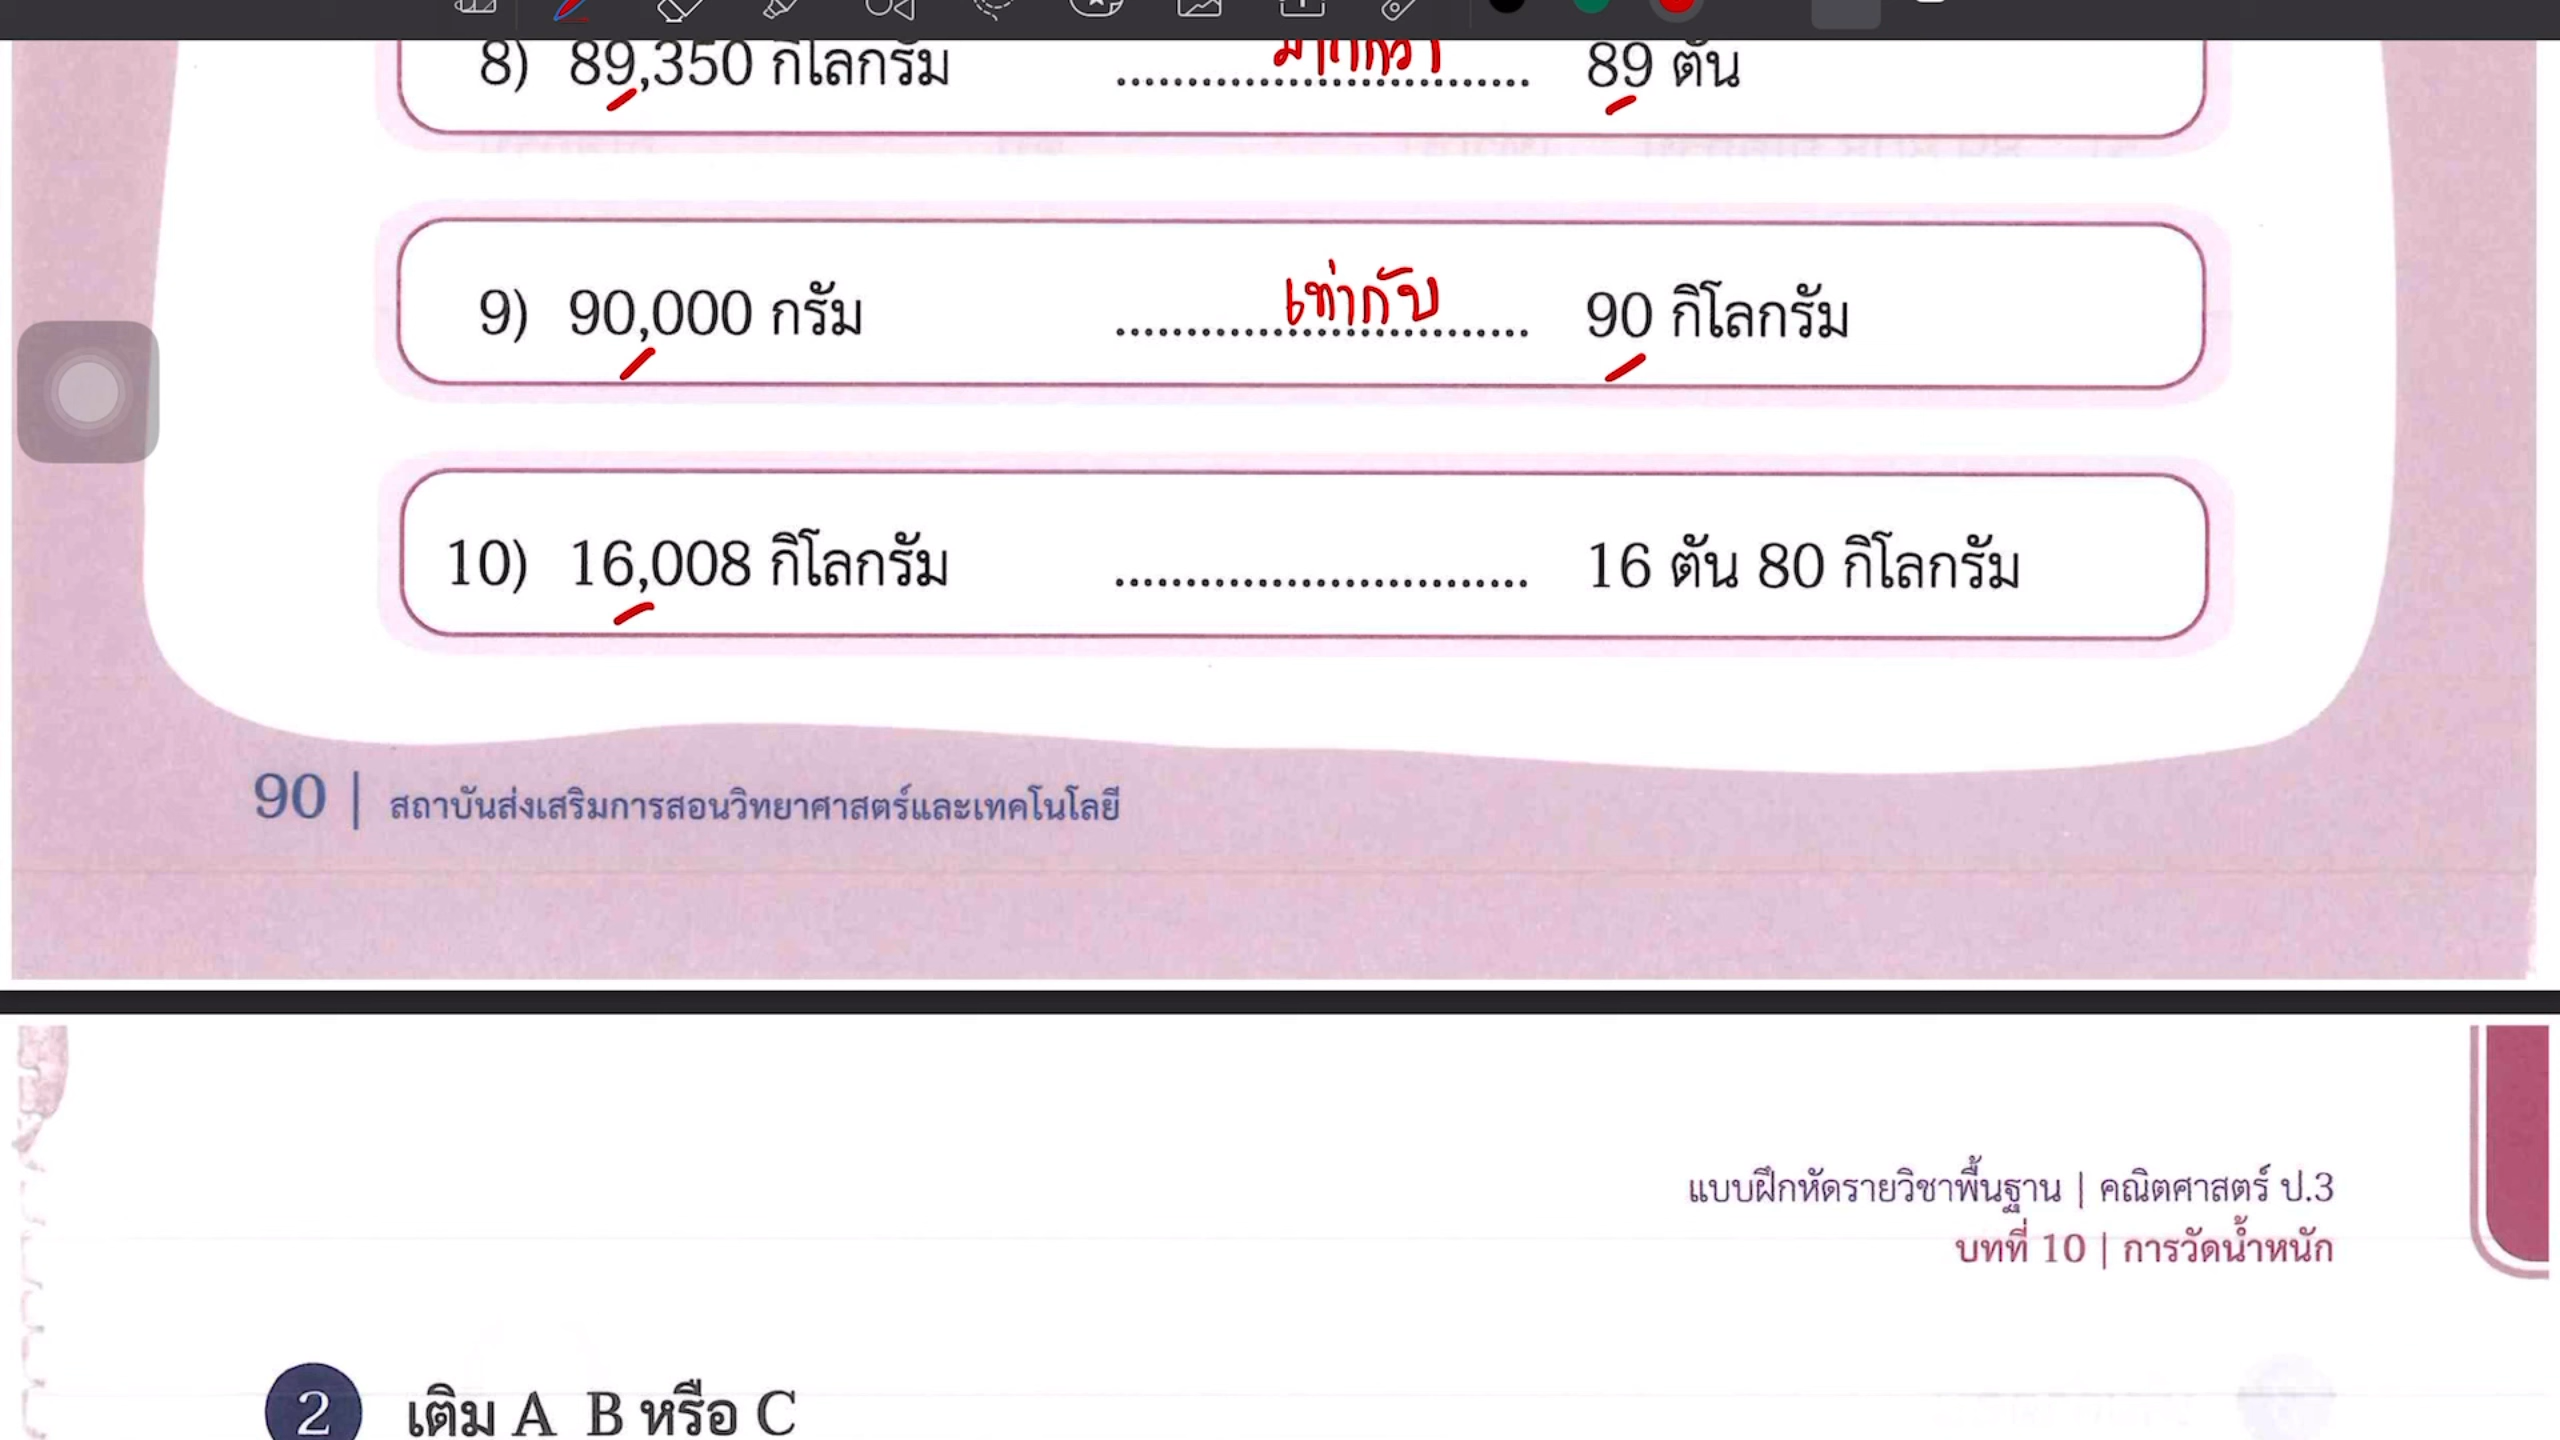 8) 89,350 กิโลกรัม มากกว่า 89 ตัน
9) 90,000 กรัม เท่ากับ 90 กิโลกรัม
10) 16,008 กิโลกรัม ............................. 16 ตัน 80 กิโลกรัม
90 | สถาบันส่งเสริมการสอนวิทยาศาสตร์และเทคโนโลยี
แบบฝึกหัดรายวิชาพื้นฐาน | คณิตศาสตร์ ป.3
บทที่ 10 | การวัดน้ำหนัก
2 เติม A B หรือ C